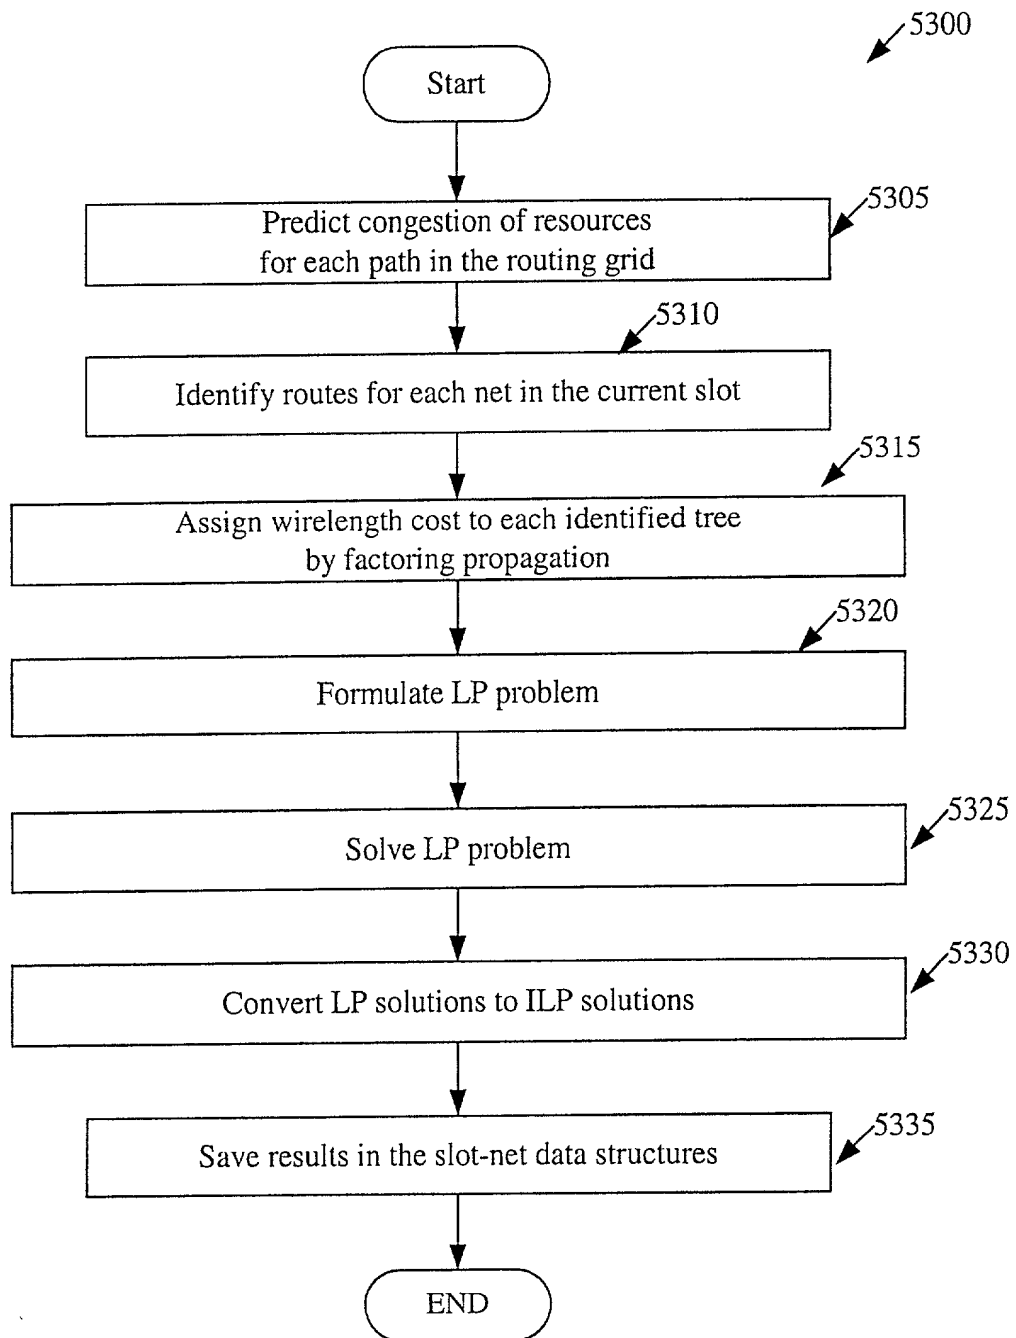 5300
Start
5305
Predict congestion of resources
for each path in the routing grid
5310
Identify routes for each net in the current slot
5315
Assign wirelength cost to each identified tree
by factoring propagation
5320
Formulate LP problem
5325
Solve LP problem
5330
Convert LP solutions to ILP solutions
5335
Save results in the slot-net data structures
END